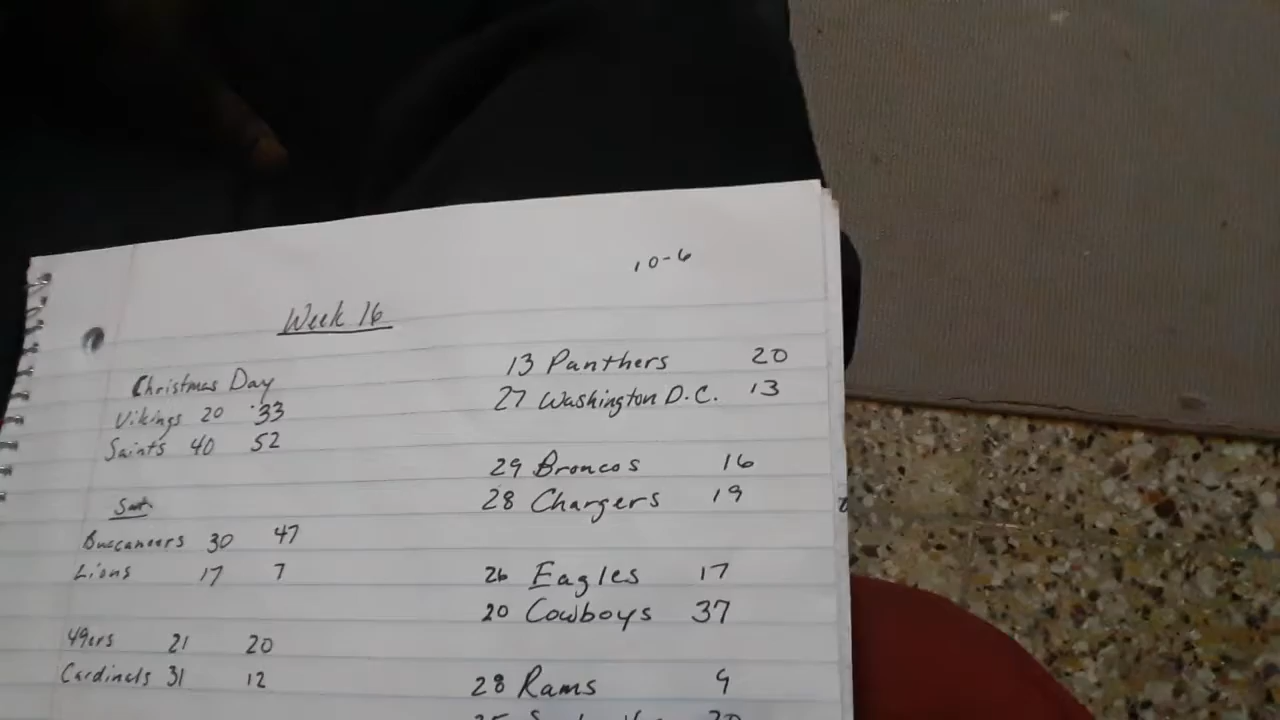 10-6
Week 16
Christmas Day
Vikings 20 33
Saints 40 52
Sat
Buccaneers 30 47
Lions 17 7
49ers 21 20
Cardinals 31 12
13 Panthers 20
27 Washington D.C. 13
29 Broncos 16
28 Chargers 19
26 Eagles 17
20 Cowboys 37
28 Rams 9